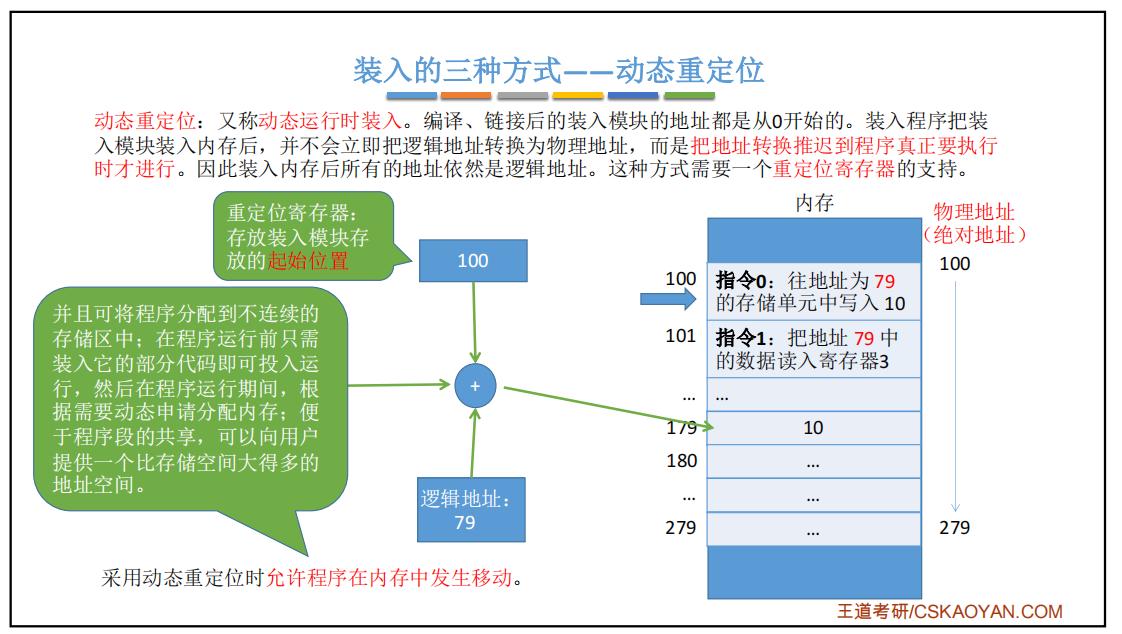 装入的三种方式——动态重定位
动态重定位：又称动态运行时装入。编译、链接后的装入模块的地址都是从0开始的。装入程序把装
入模块装入内存后，并不会立即把逻辑地址转换为物理地址，而是把地址转换推迟到程序真正要执行
时才进行。因此装入内存后所有的地址依然是逻辑地址。这种方式需要一个重定位寄存器的支持。
重定位寄存器：
存放装入模块存
放的起始位置
100
并且可将程序分配到不连续的
存储区中；在程序运行前只需
装入它的部分代码即可投入运
行，然后在程序运行期间，根
据需要动态申请分配内存；便
于程序段的共享，可以向用户
提供一个比存储空间大得多的
地址空间。
+
逻辑地址：
79
采用动态重定位时允许程序在内存中发生移动。
内存
物理地址
（绝对地址）
100
279
100
指令0：往地址为 79
的存储单元中写入 10
101
指令1：把地址 79 中
的数据读入寄存器3
... ...
179 10
180 ...
... ...
279 ...
王道考研/CSKAOYAN.COM